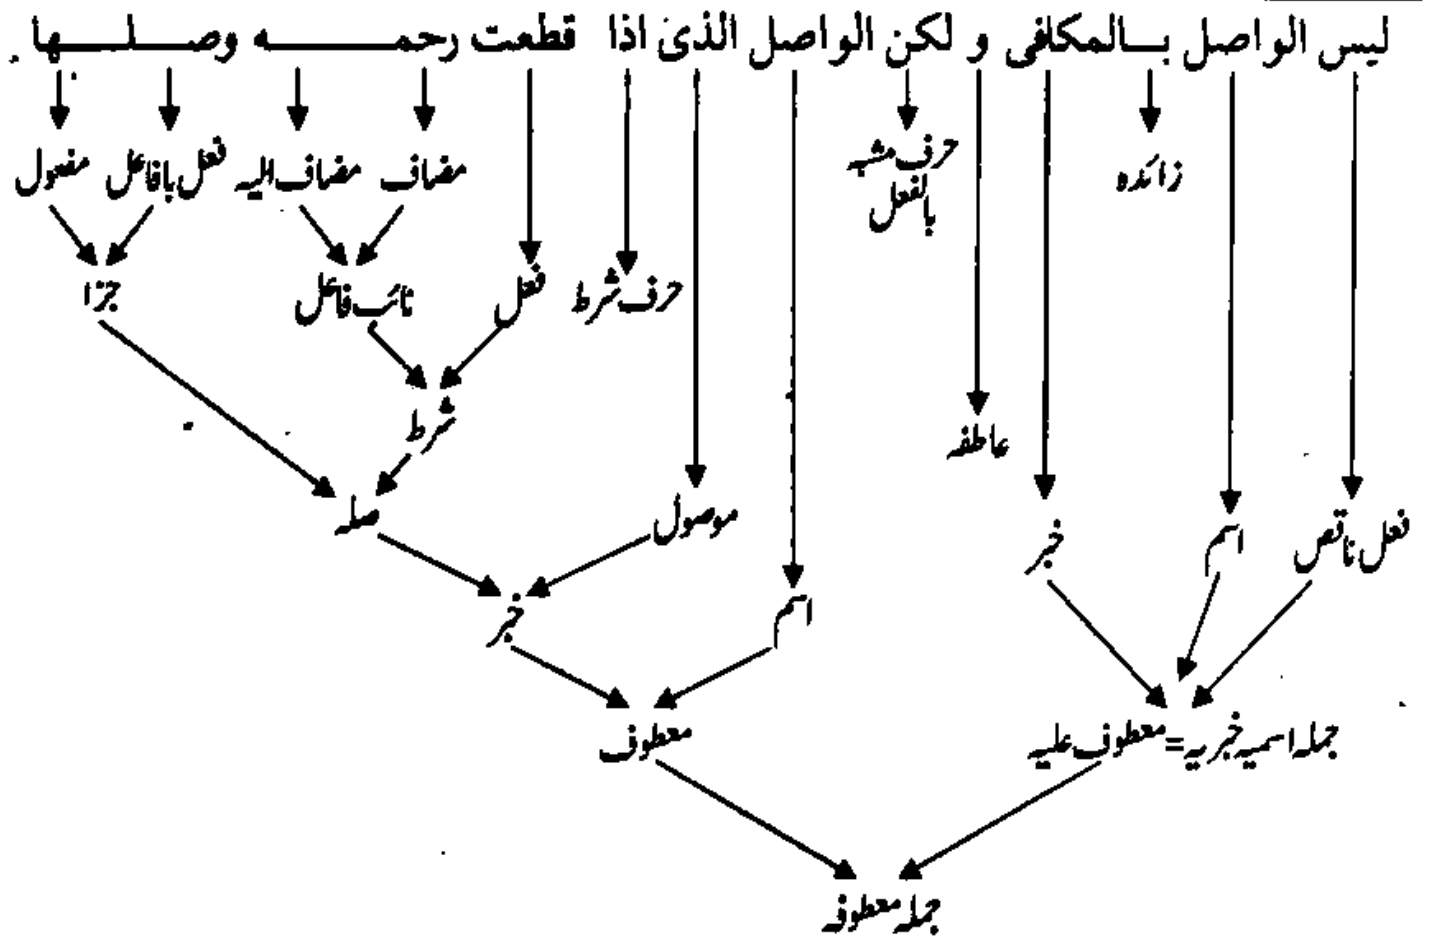 ليس الواصل بالمكافى و لكن الواصل الذى اذا قطعت رحمه وصلها
زائدہ
حرف مشبہ
بالفعل
مضاف
مضاف الیہ
فعل بافاعل
مفعول
حرف شرط
فعل
نائب فاعل
جزا
شرط
عاطفہ
فعل ناقص
اسم
خبر
موصول
صلہ
اسم
خبر
جملہ اسمیہ خبریہ = معطوف علیہ
معطوف
جملہ معطوفہ